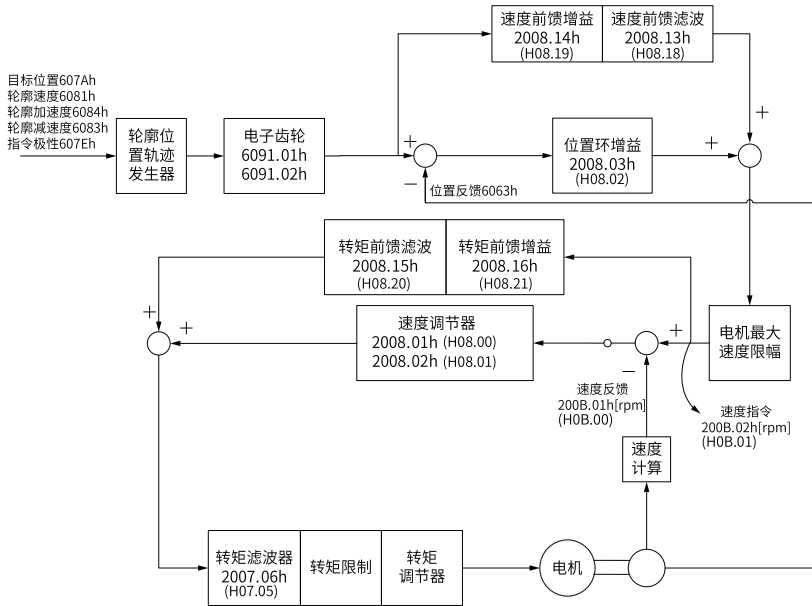 速度前馈增益
2008.14h
(H08.19)
速度前馈滤波
2008.13h
(H08.18)
目标位置607Ah
轮廓速度6081h
轮廓加速度6084h
轮廓减速度6083h
指令极性607Eh
轮廓位
置轨迹
发生器
电子齿轮
6091.01h
6091.02h
+
−
位置反馈6063h
位置环增益
2008.03h
(H08.02)
+
+
转矩前馈滤波
2008.15h
(H08.20)
转矩前馈增益
2008.16h
(H08.21)
+
+
速度调节器
2008.01h (H08.00)
2008.02h (H08.01)
+
−
电机最大
速度限幅
速度反馈
200B.01h[rpm]
(H0B.00)
速度指令
200B.02h[rpm]
(H0B.01)
速度
计算
转矩滤波器
2007.06h
(H07.05)
转矩限制
转矩
调节器
电机